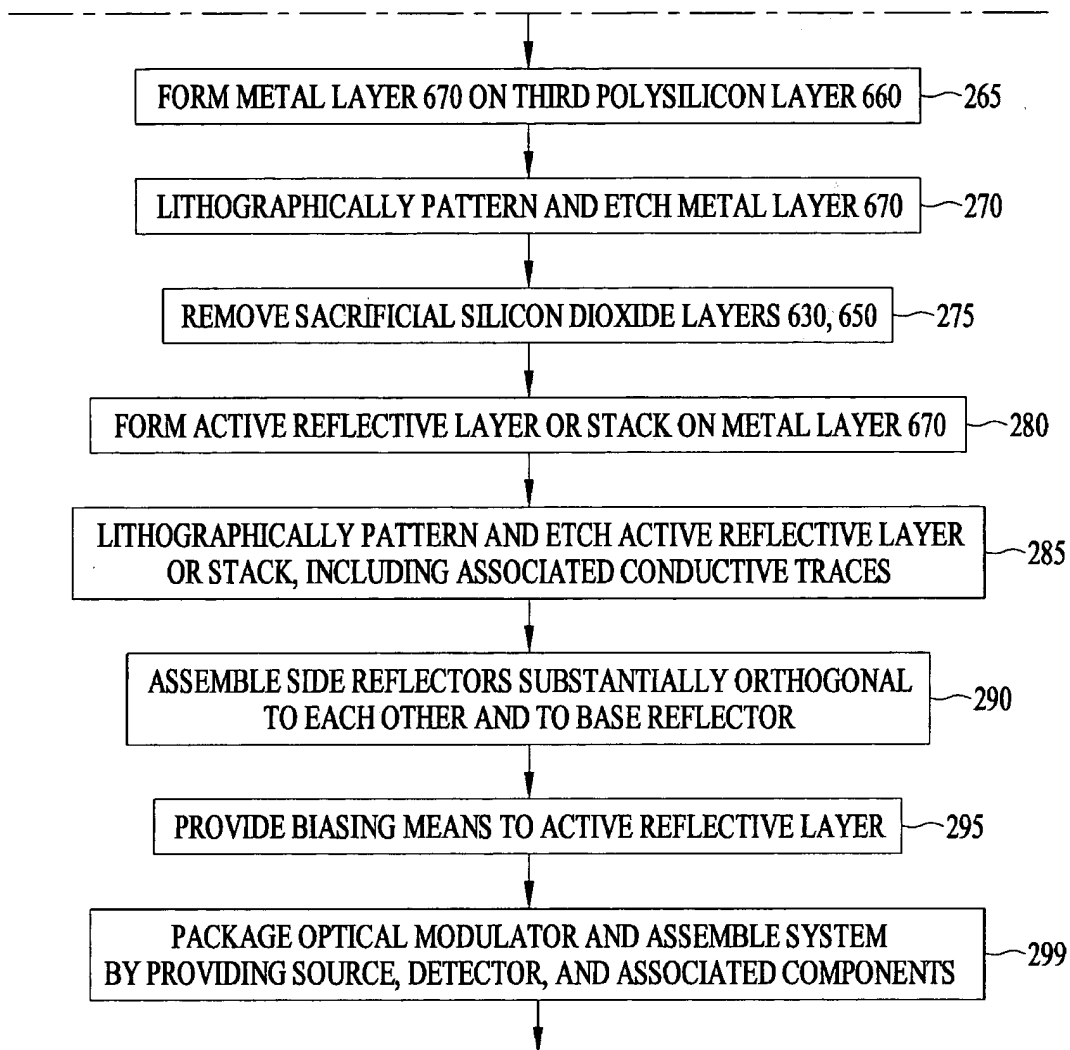 FORM METAL LAYER 670 ON THIRD POLYSILICON LAYER 660
265
LITHOGRAPHICALLY PATTERN AND ETCH METAL LAYER 670
270
REMOVE SACRIFICIAL SILICON DIOXIDE LAYERS 630, 650
275
FORM ACTIVE REFLECTIVE LAYER OR STACK ON METAL LAYER 670
280
LITHOGRAPHICALLY PATTERN AND ETCH ACTIVE REFLECTIVE LAYER
OR STACK, INCLUDING ASSOCIATED CONDUCTIVE TRACES
285
ASSEMBLE SIDE REFLECTORS SUBSTANTIALLY ORTHOGONAL
TO EACH OTHER AND TO BASE REFLECTOR
290
PROVIDE BIASING MEANS TO ACTIVE REFLECTIVE LAYER
295
PACKAGE OPTICAL MODULATOR AND ASSEMBLE SYSTEM
BY PROVIDING SOURCE, DETECTOR, AND ASSOCIATED COMPONENTS
299